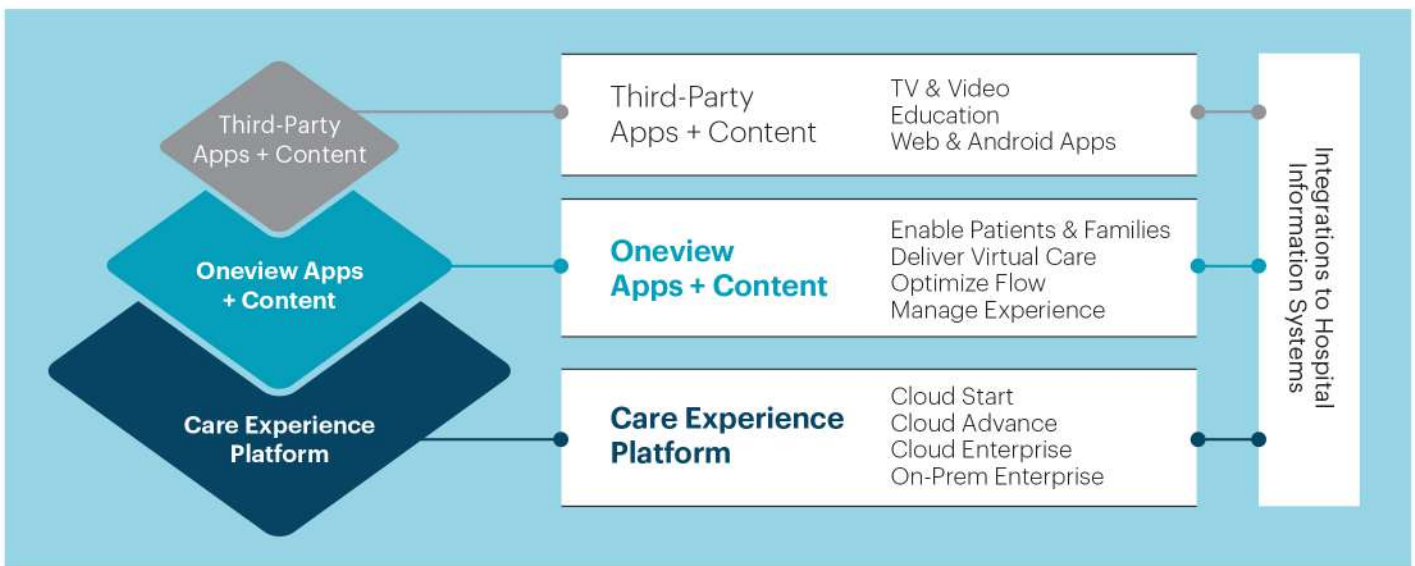 Third-Party
Apps + Content
Third-Party
Apps + Content
TV & Video
Education
Web & Android Apps
Oneview Apps
+ Content
Oneview
Apps + Content
Enable Patients & Families
Deliver Virtual Care
Optimize Flow
Manage Experience
Care Experience
Platform
Care Experience
Platform
Cloud Start
Cloud Advance
Cloud Enterprise
On-Prem Enterprise
Integrations to Hospital
Information Systems